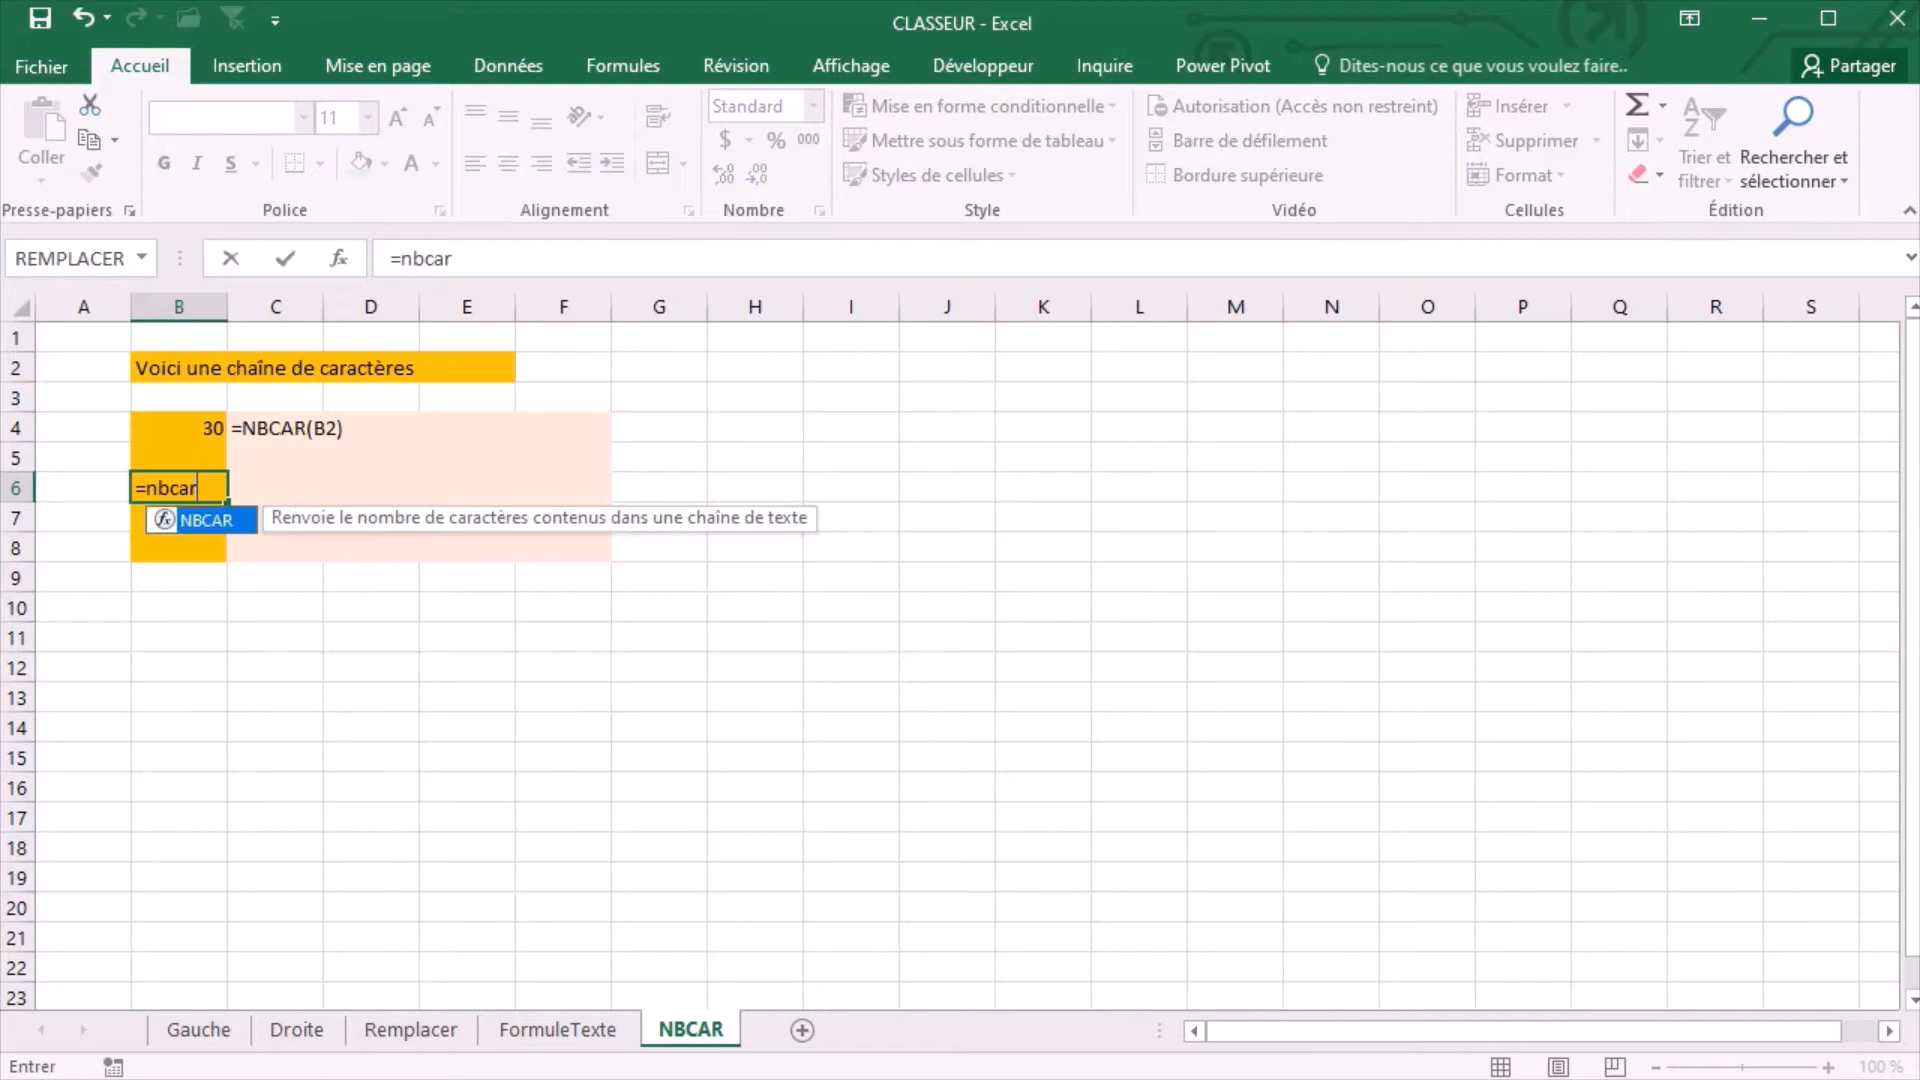 CLASSEUR - Excel
Fichier Accueil Insertion Mise en page Données Formules Révision Affichage Développeur Inquire Power Pivot Dites-nous ce que vous voulez faire.. Partager
Coller
11
G I S A
Standard
$ % 000
Mise en forme conditionnelle
Mettre sous forme de tableau
Styles de cellules
Autorisation (Accès non restreint)
Barre de défilement
Bordure supérieure
Insérer
Supprimer
Format
Trier et filtrer
Rechercher et sélectionner
Presse-papiers Police Alignement Nombre Style Vidéo Cellules Édition
REMPLACER fx =nbcar
A B C D E F G H I J K L M N O P Q R S
1
2 Voici une chaîne de caractères
3
4 30 =NBCAR(B2)
5
6 =nbcar
7 fx NBCAR Renvoie le nombre de caractères contenus dans une chaîne de texte
8
9
10
11
12
13
14
15
16
17
18
19
20
21
22
23
Gauche Droite Remplacer FormuleTexte NBCAR
Entrer 100 %